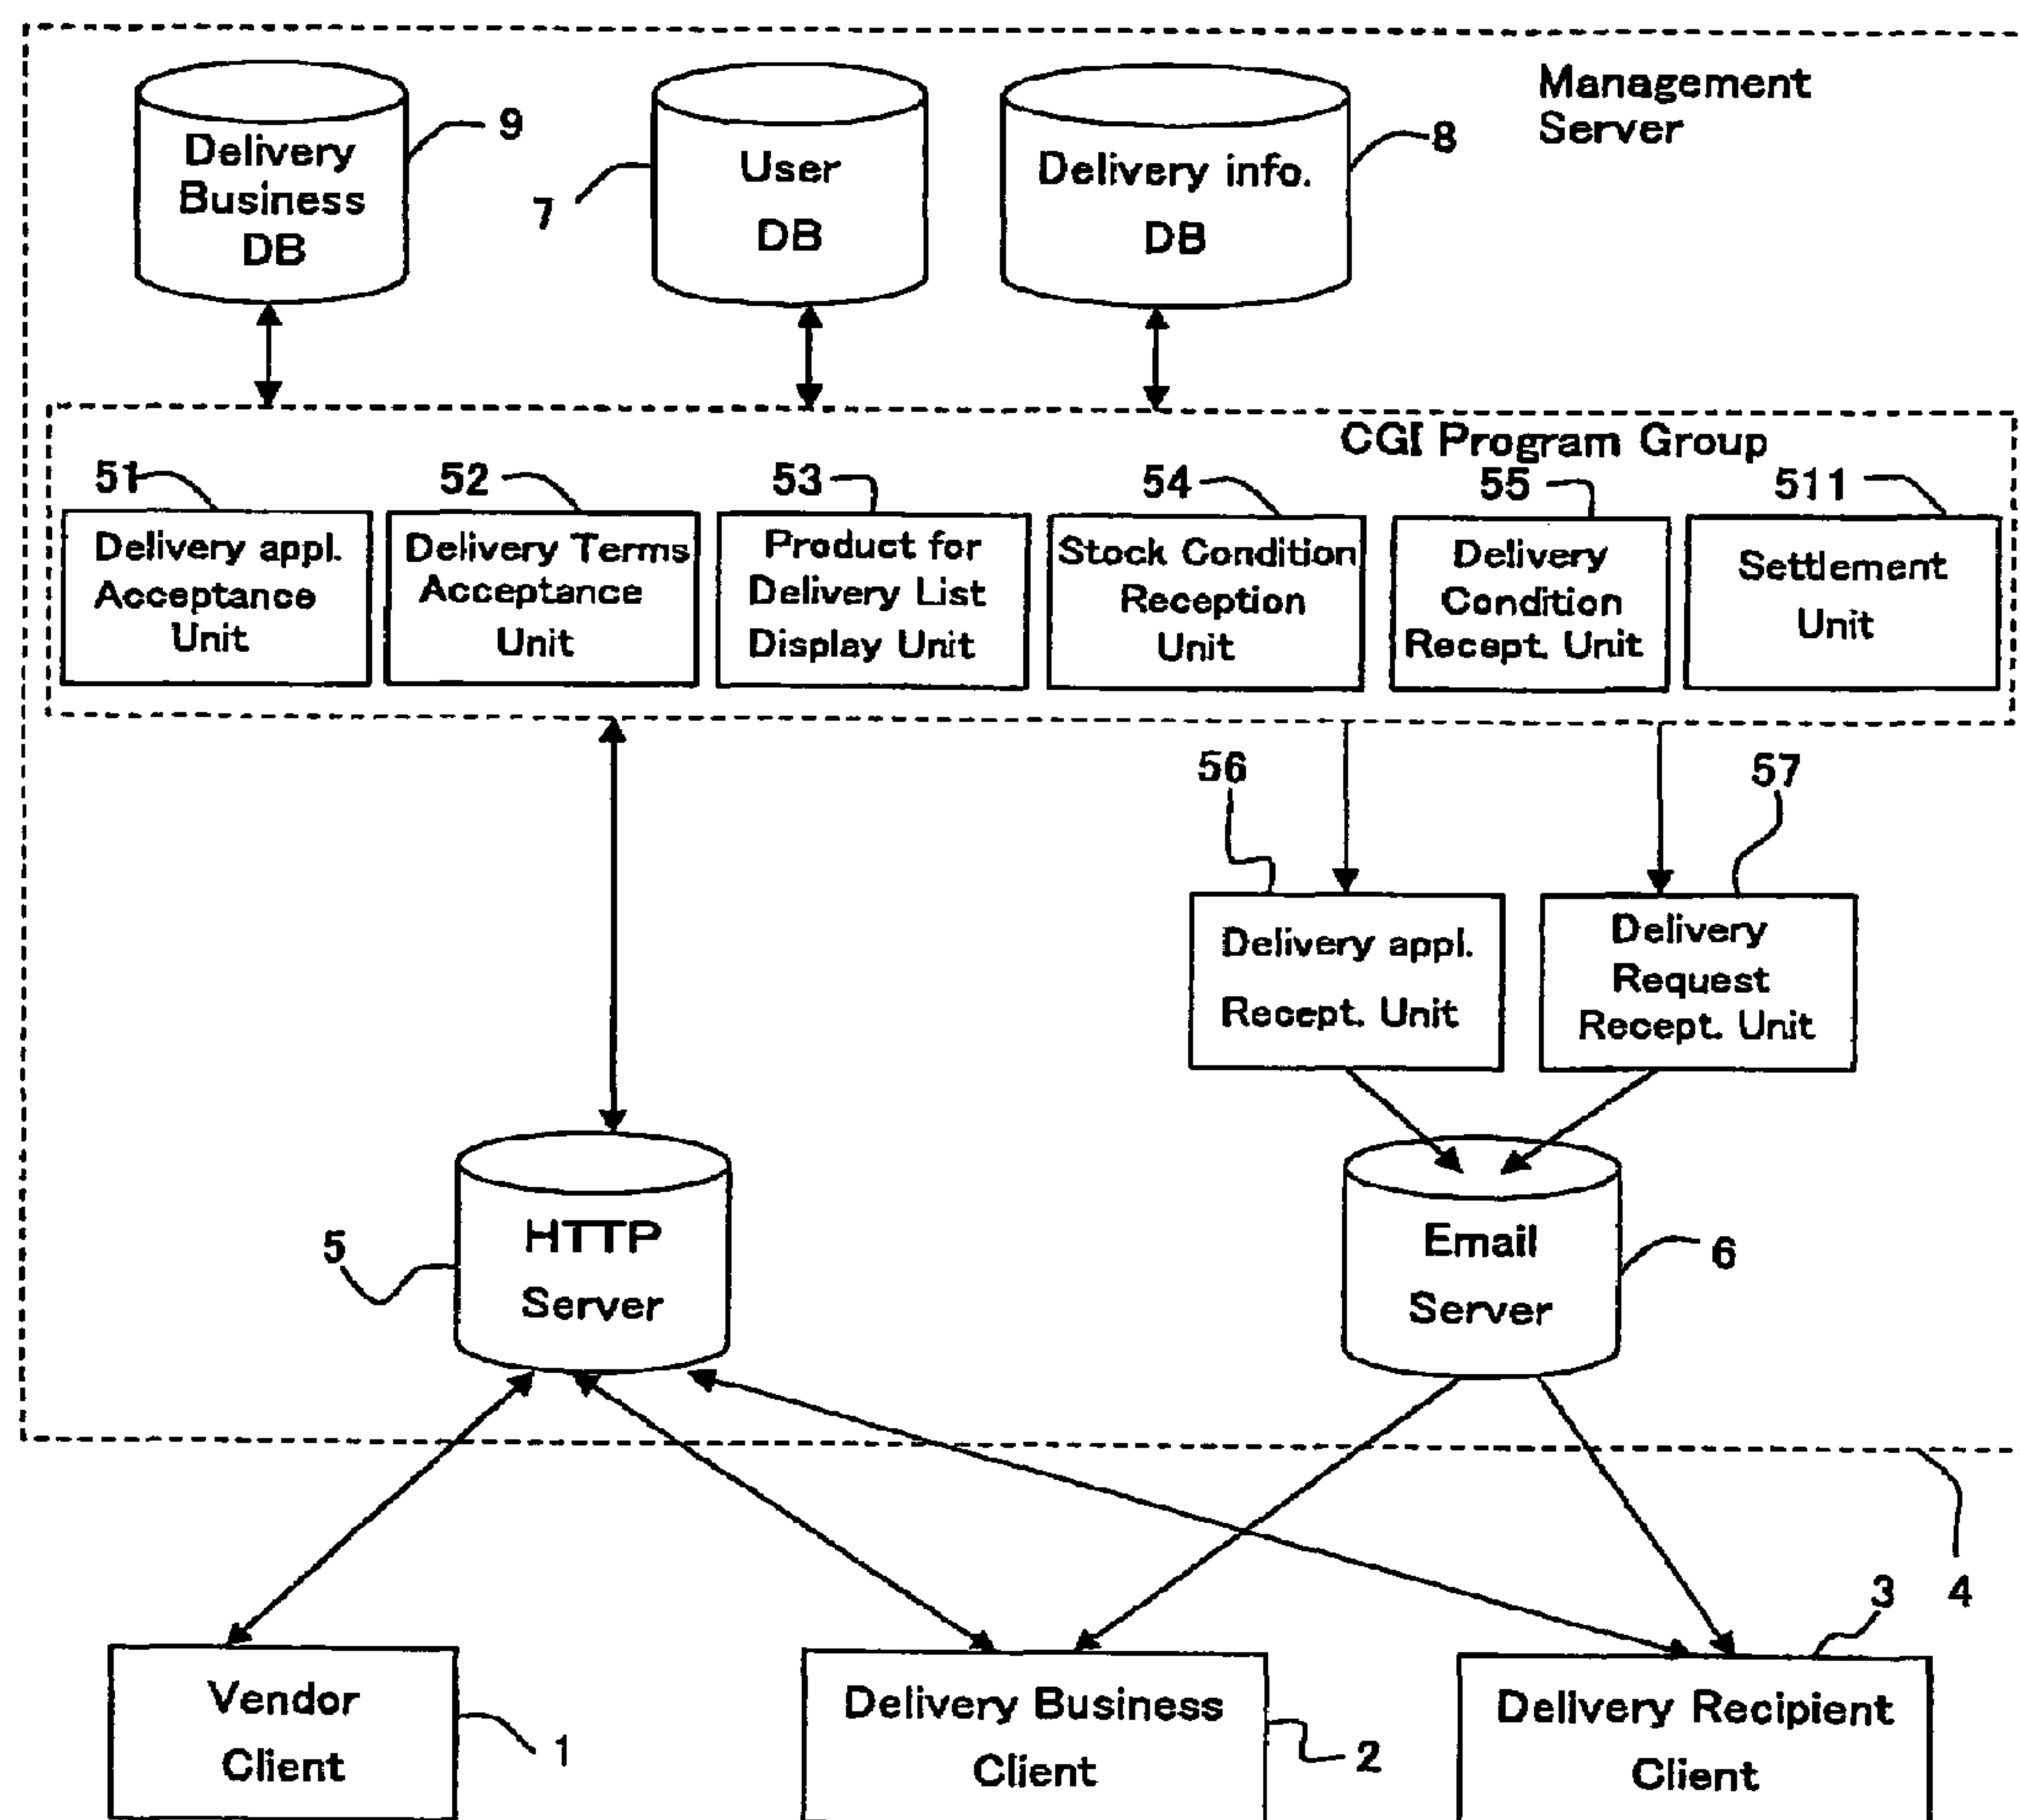 Management
Server
Delivery
Business
DB
9
User
DB
7
Delivery info.
DB
8
CGI Program Group
51
52
53
54
55
511
Delivery appl.
Acceptance
Unit
Delivery Terms
Acceptance
Unit
Product for
Delivery List
Display Unit
Stock Condition
Reception
Unit
Delivery
Condition
Recept. Unit
Settlement
Unit
56
57
Delivery appl.
Recept. Unit
Delivery
Request
Recept. Unit
HTTP
Server
5
Email
Server
6
4
3
Vendor
Client
1
Delivery Business
Client
2
Delivery Recipient
Client